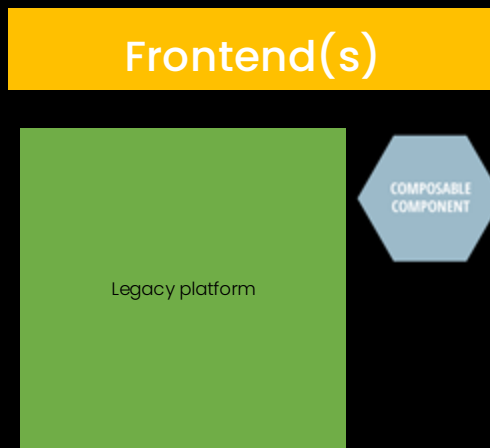 Frontend(s)
COMPOSABLE
COMPONENT
Legacy platform